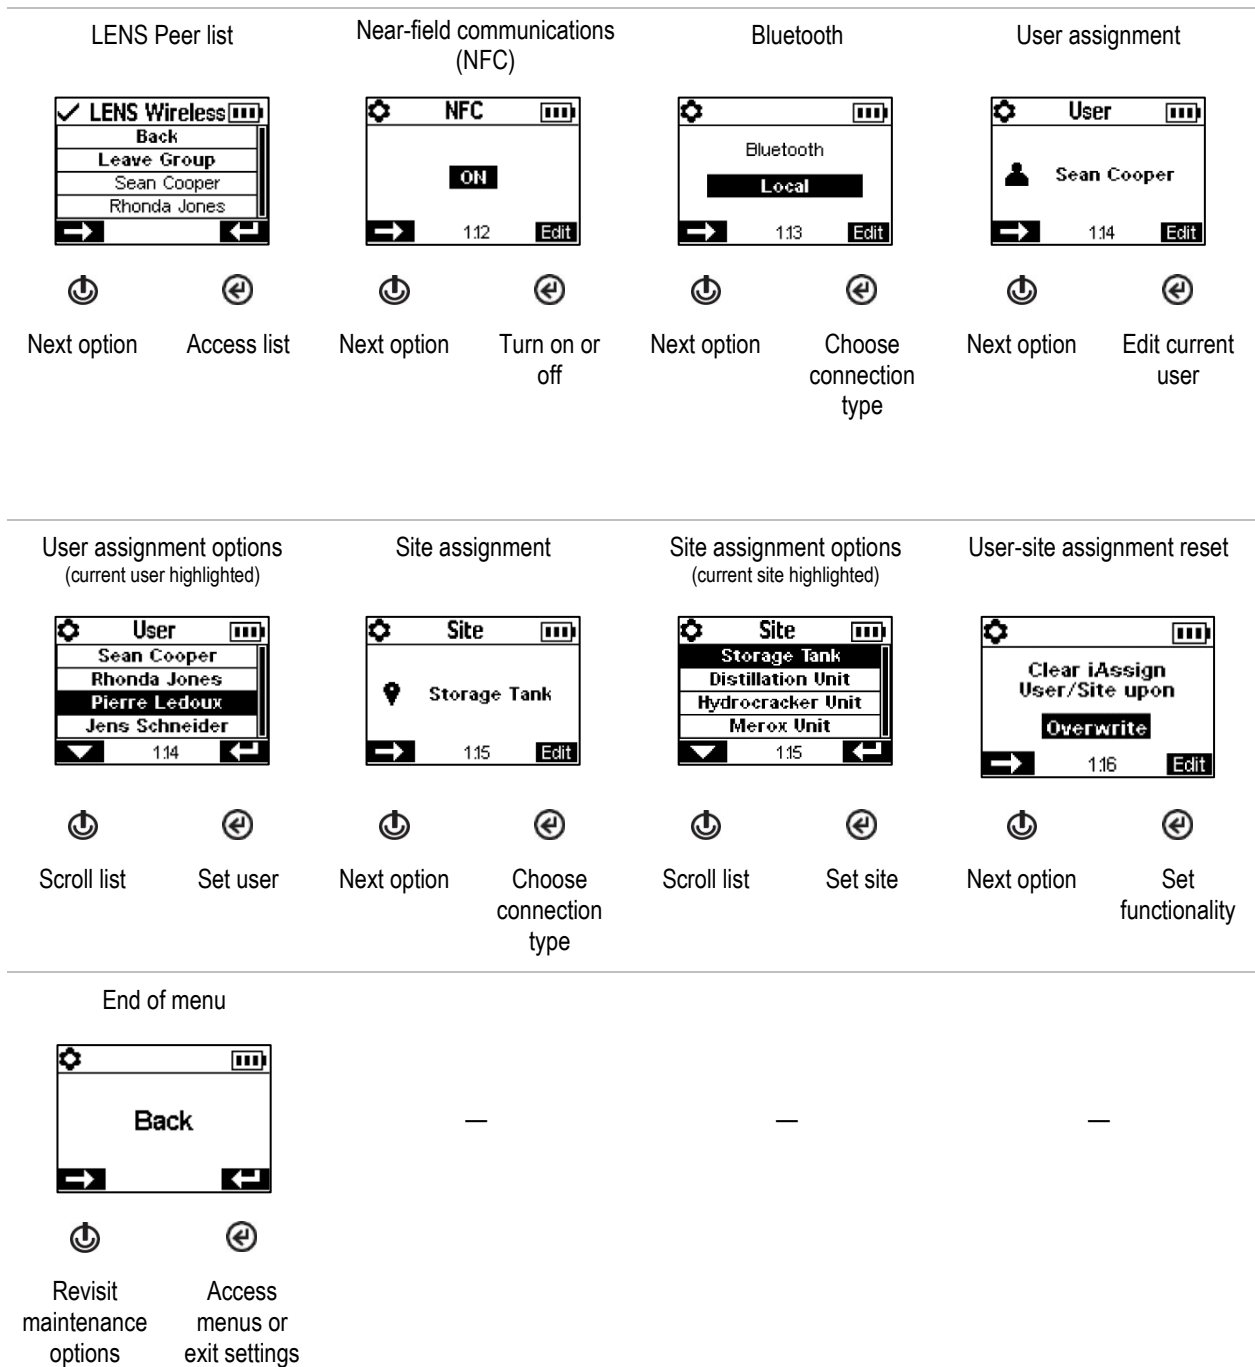 LENS Peer list
Near-field communications
(NFC)
Bluetooth
User assignment
LENS Wireless
Back
Leave Group
Sean Cooper
Rhonda Jones
NFC
ON
1.12
Edit
Bluetooth
Local
1.13
Edit
User
Sean Cooper
1.14
Edit
Next option
Access list
Next option
Turn on or
off
Next option
Choose
connection
type
Next option
Edit current
user
User assignment options
(current user highlighted)
Site assignment
Site assignment options
(current site highlighted)
User-site assignment reset
User
Sean Cooper
Rhonda Jones
Pierre Ledoux
Jens Schneider
1.14
Site
Storage Tank
1.15
Edit
Site
Storage Tank
Distillation Unit
Hydrocracker Unit
Merox Unit
1.15
Clear iAssign
User/Site upon
Overwrite
1.16
Edit
Scroll list
Set user
Next option
Choose
connection
type
Scroll list
Set site
Next option
Set
functionality
End of menu
Back
—
—
—
Revisit
maintenance
options
Access
menus or
exit settings